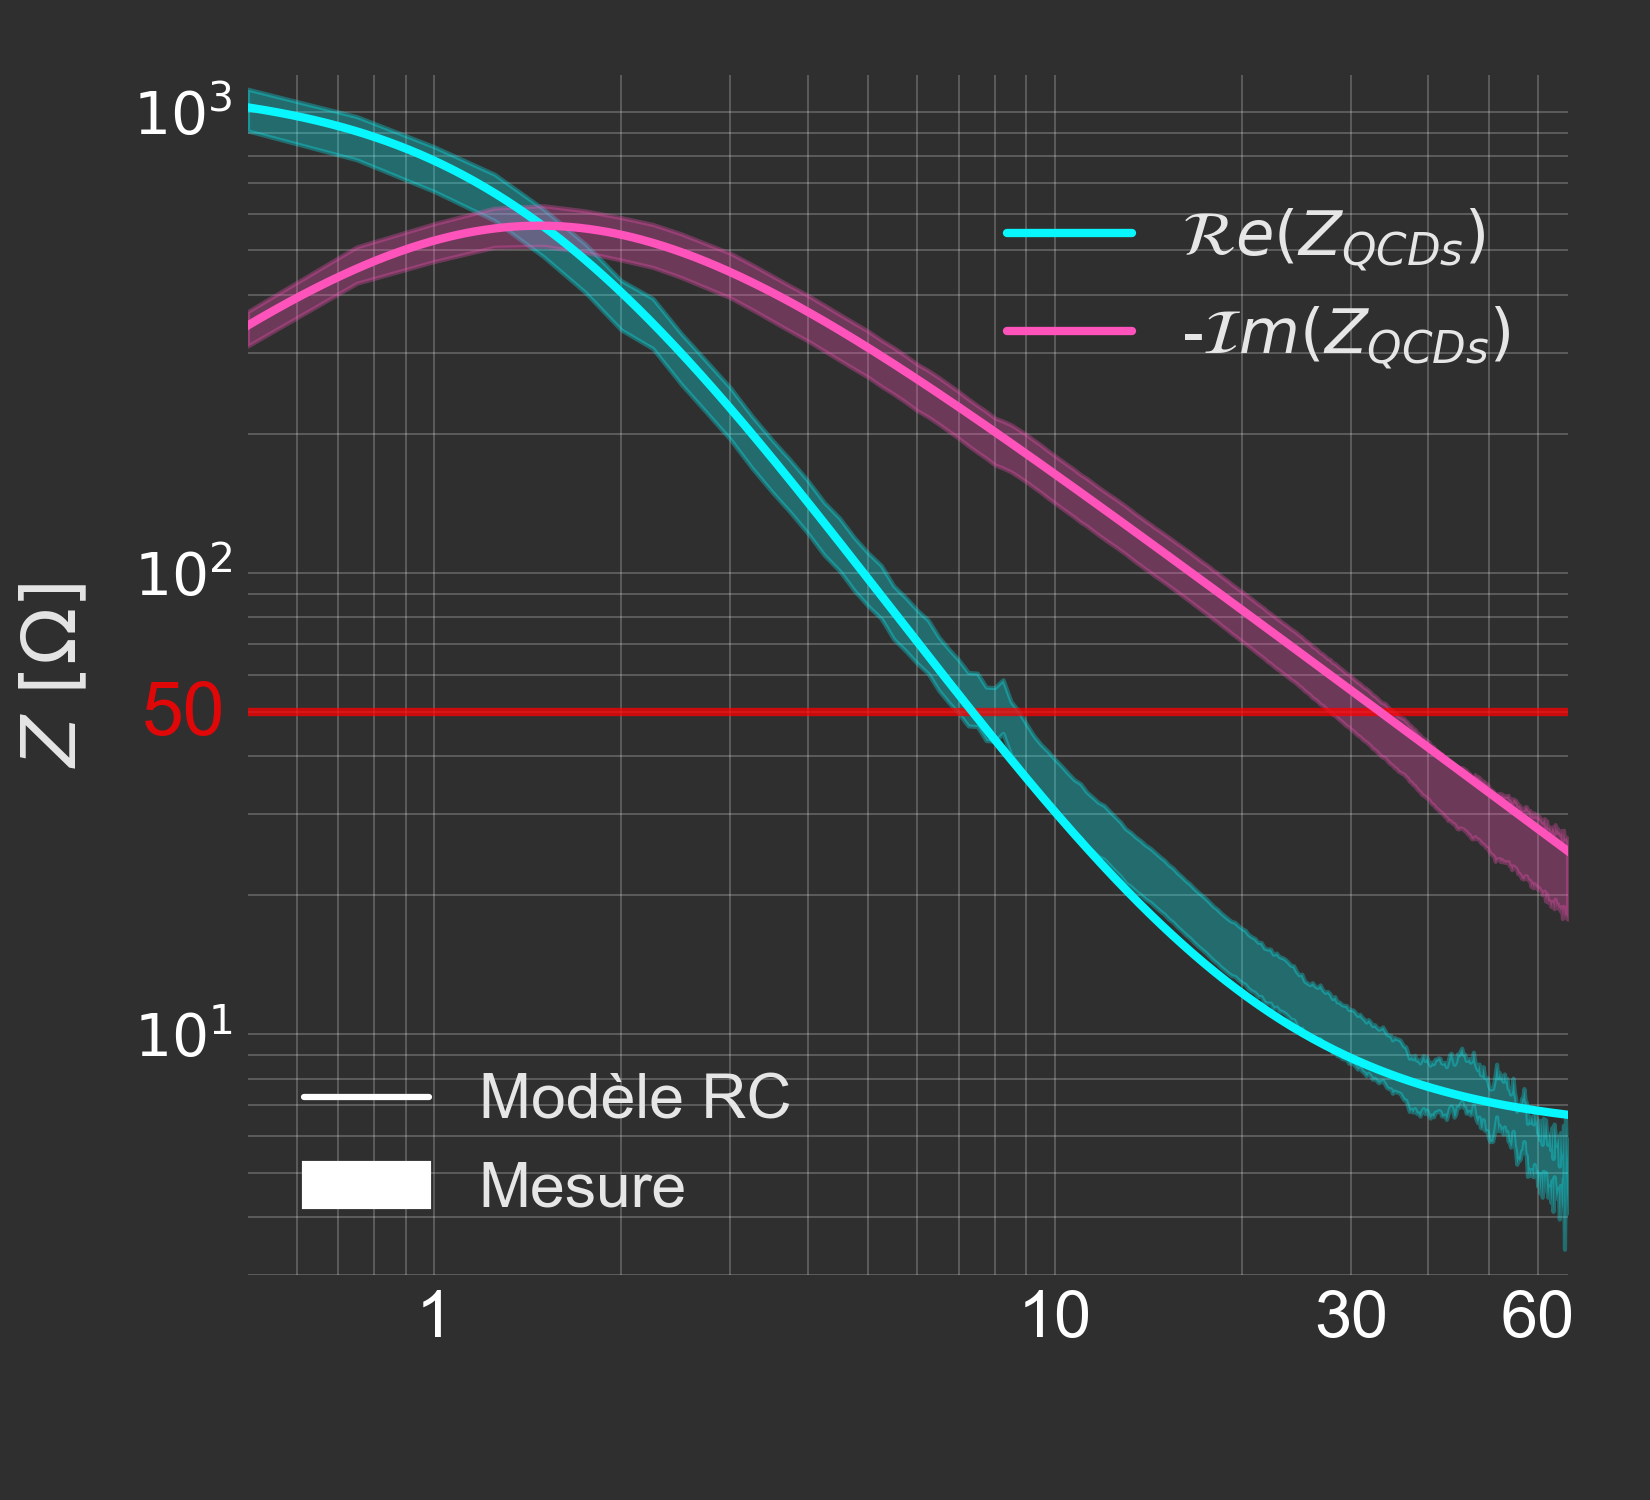 10³
ℛe(Z_QCDs)
-ℐm(Z_QCDs)
10²
Z [Ω]
50
10¹
Modèle RC
Mesure
1 10 30 60